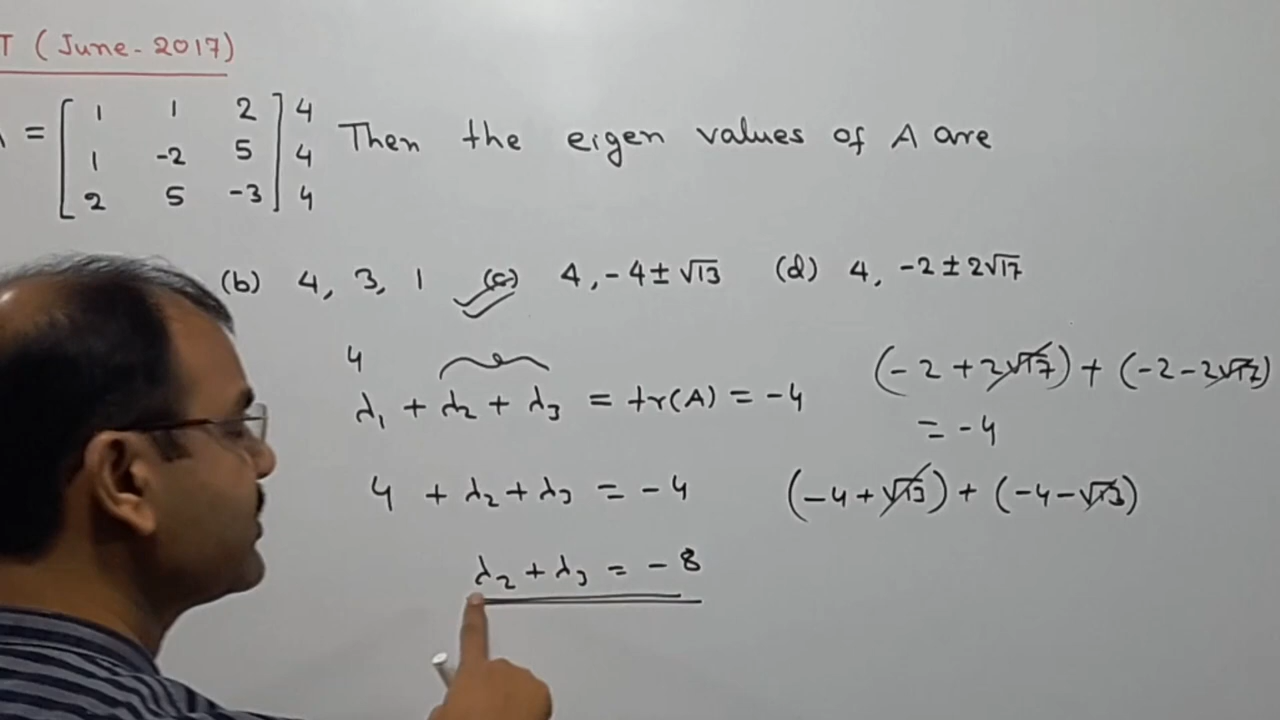 T (June-2017)
= [ 1 1 2 ] 4 Then the eigen values of A are
1 -2 5 4
2 5 -3 4
(b) 4, 3, 1 (c) 4, -4 ± √13 (d) 4, -2 ± 2√17
4
λ₁ + λ₂ + λ₃ = tr(A) = -4
4 + λ₂ + λ₃ = -4
λ₂ + λ₃ = -8
(-2 + 2√17) + (-2 - 2√17)
= -4
(-4 + √13) + (-4 - √13)